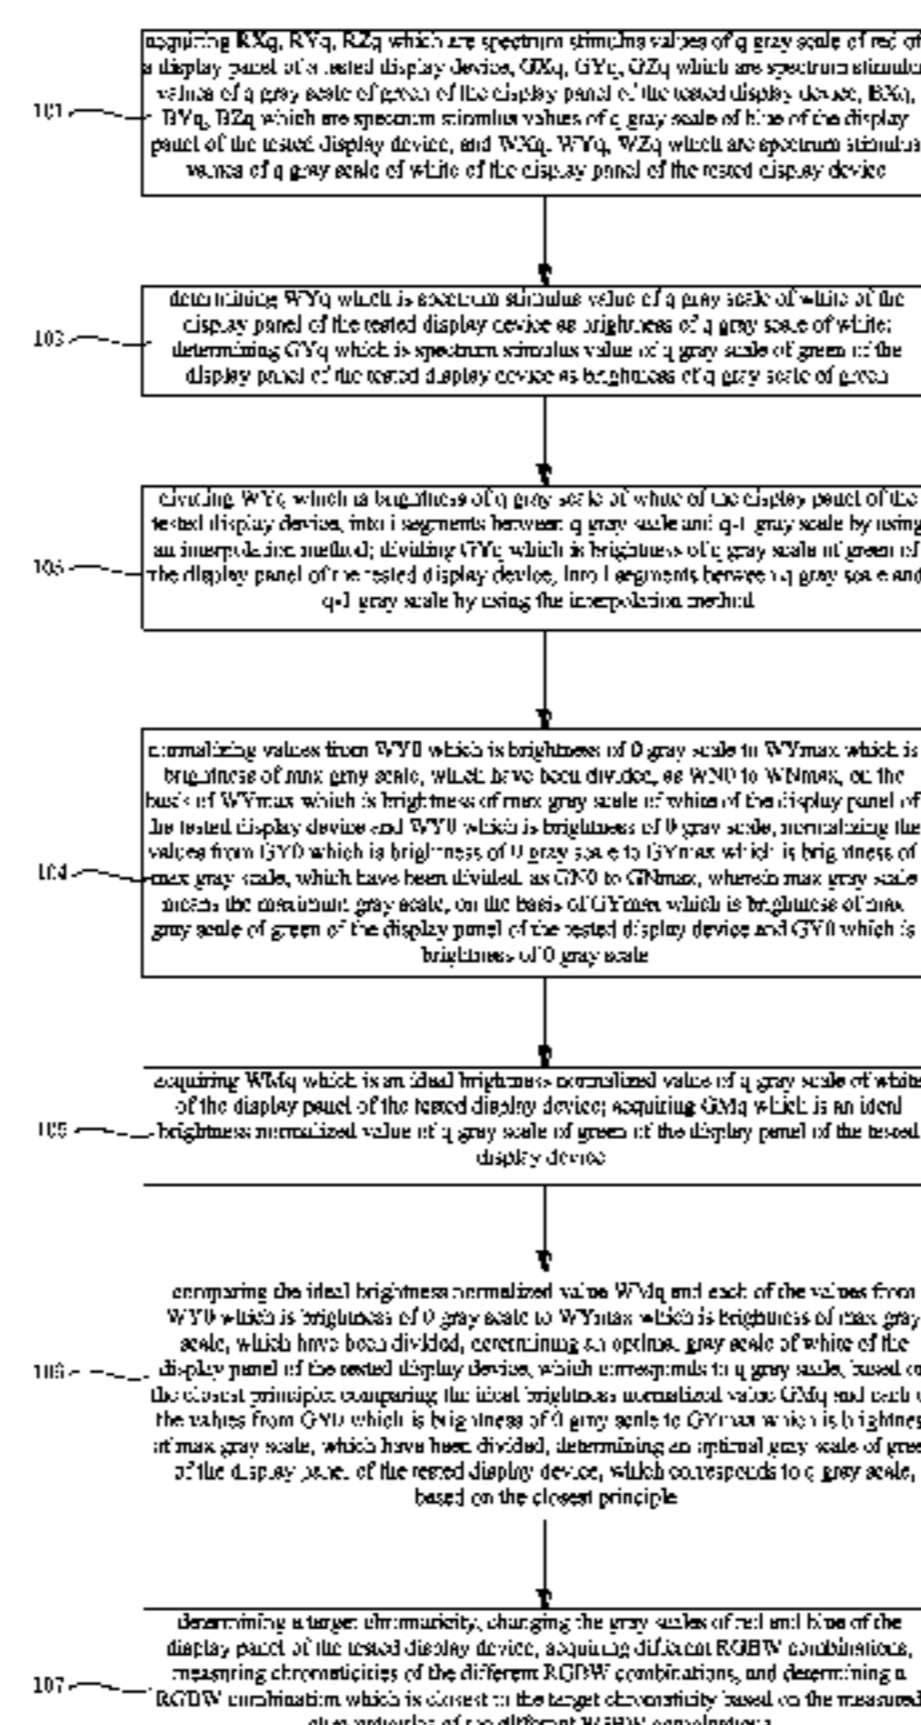 acquiring RXq, RYq, RZq which are spectrum stimulus values of q gray scale of red of
a display panel of a tested display device, GXq, GYq, GZq which are spectrum stimulus
values of q gray scale of green of the display panel of the tested display device, BXq,
101
BYq, BZq which are spectrum stimulus values of q gray scale of blue of the display
panel of the tested display device, and WXq, WYq, WZq which are spectrum stimulus
values of q gray scale of white of the display panel of the tested display device
determining WYq which is spectrum stimulus value of q gray scale of white of the
display panel of the tested display device as brightness of q gray scale of white;
determining GYq which is spectrum stimulus value of q gray scale of green of the
display panel of the tested display device as brightness of q gray scale of green
dividing WYq which is brightness of q gray scale of white of the display panel of the
tested display device, into i segments between q gray scale and q-1 gray scale by using
an interpolation method; dividing GYq which is brightness of q gray scale of green of
the display panel of the tested display device, into i segments between q gray scale and
q-1 gray scale by using the interpolation method
normalizing values from WY0 which is brightness of 0 gray scale to WYmax which is
brightness of max gray scale, which have been divided, as WN0 to WNmax, on the
basis of WYmax which is brightness of max gray scale of white of the display panel of
the tested display device and WY0 which is brightness of 0 gray scale, normalizing the
values from GY0 which is brightness of 0 gray scale to GYmax which is brightness of
104
max gray scale, which have been divided, as GN0 to GNmax, wherein max gray scale
means the maximum gray scale, on the basis of GYmax which is brightness of max
gray scale of green of the display panel of the tested display device and GY0 which is
brightness of 0 gray scale
acquiring WMq which is an ideal brightness normalized value of q gray scale of white
of the display panel of the tested display device; acquiring GMq which is an ideal
105
brightness normalized value of q gray scale of green of the display panel of the tested
display device
comparing the ideal brightness normalized value WMq and each of the values from
WY0 which is brightness of 0 gray scale to WYmax which is brightness of max gray
scale, which have been divided, determining an optimal gray scale of white of the
106
display panel of the tested display device, which corresponds to q gray scale, based on
the closest principle; comparing the ideal brightness normalized value GMq and each o
the values from GY0 which is brightness of 0 gray scale to GYmax which is brightnes
of max gray scale, which have been divided, determining an optimal gray scale of gree
of the display panel of the tested display device, which corresponds to q gray scale,
based on the closest principle
determining a target chromaticity, changing the gray scales of red and blue of the
display panel of the tested display device, acquiring different RGBW combinations,
measuring chromaticities of the different RGBW combinations, and determining a
107
RGBW combination which is closest to the target chromaticity based on the measured
chromaticities of the different RGBW combinations